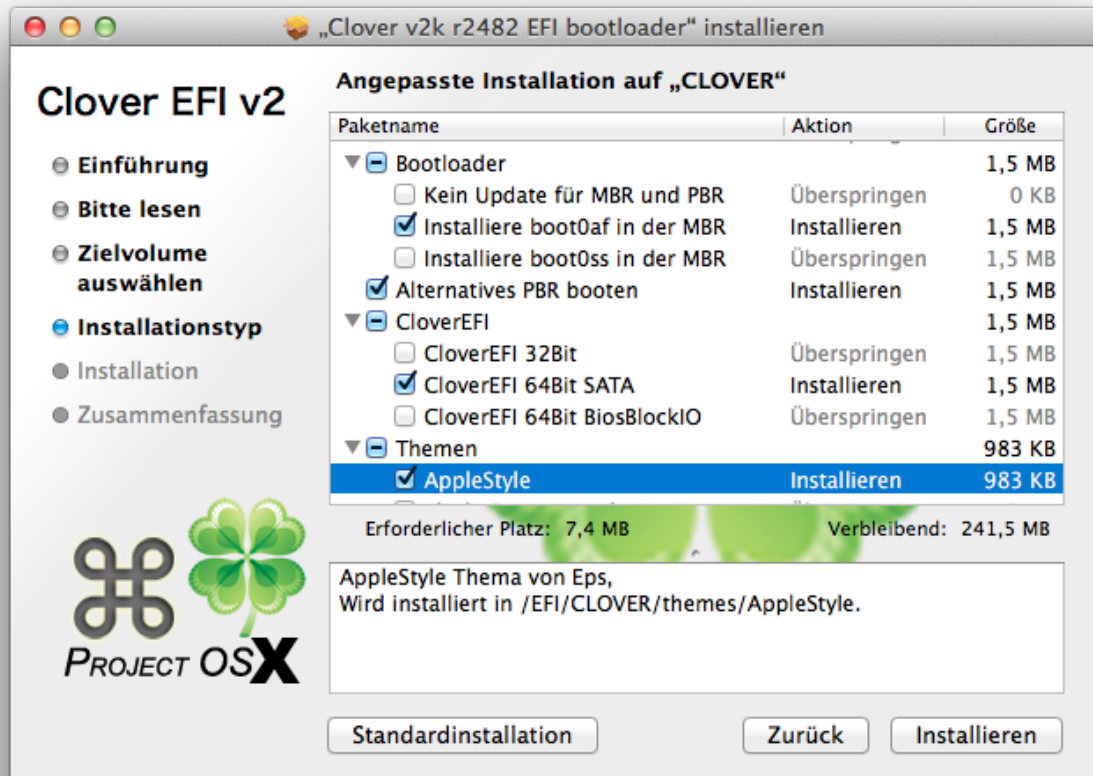 „Clover v2k r2482 EFI bootloader“ installieren
Clover EFI v2
Einführung
Bitte lesen
Zielvolume
auswählen
Installationstyp
Installation
Zusammenfassung
PROJECT OSX
Angepasste Installation auf „CLOVER“
Paketname Aktion Größe
Bootloader 1,5 MB
Kein Update für MBR und PBR Überspringen 0 KB
Installiere boot0af in der MBR Installieren 1,5 MB
Installiere boot0ss in der MBR Überspringen 1,5 MB
Alternatives PBR booten Installieren 1,5 MB
CloverEFI 1,5 MB
CloverEFI 32Bit Überspringen 1,5 MB
CloverEFI 64Bit SATA Installieren 1,5 MB
CloverEFI 64Bit BiosBlockIO Überspringen 1,5 MB
Themen 983 KB
AppleStyle Installieren 983 KB
Erforderlicher Platz: 7,4 MB Verbleibend: 241,5 MB
AppleStyle Thema von Eps,
Wird installiert in /EFI/CLOVER/themes/AppleStyle.
Standardinstallation Zurück Installieren